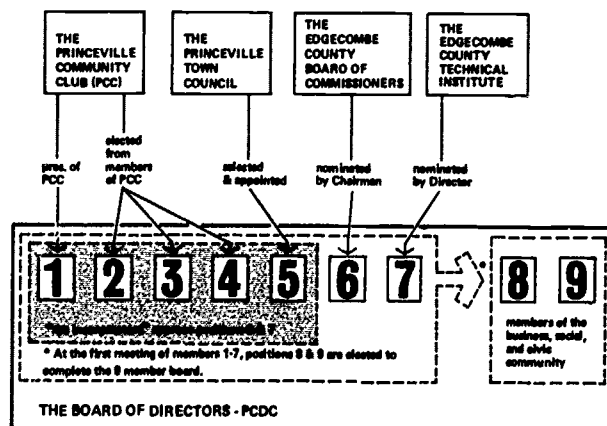 THE
PRINCEVILLE
COMMUNITY
CLUB (PCC)
THE
PRINCEVILLE
TOWN
COUNCIL
THE
EDGECOMBE
COUNTY
BOARD OF
COMMISSIONERS
THE
EDGECOMBE
COUNTY
TECHNICAL
INSTITUTE
pres. of
PCC
elected
from
members
of PCC
selected
& appointed
nominated
by Chairman
nominated
by Director
1 2 3 4 5 6 7 * 8 9
members of the
business, social,
and civic
community
* At the first meeting of members 1-7, positions 8 & 9 are elected to
complete the 9 member board.
THE BOARD OF DIRECTORS - PCDC